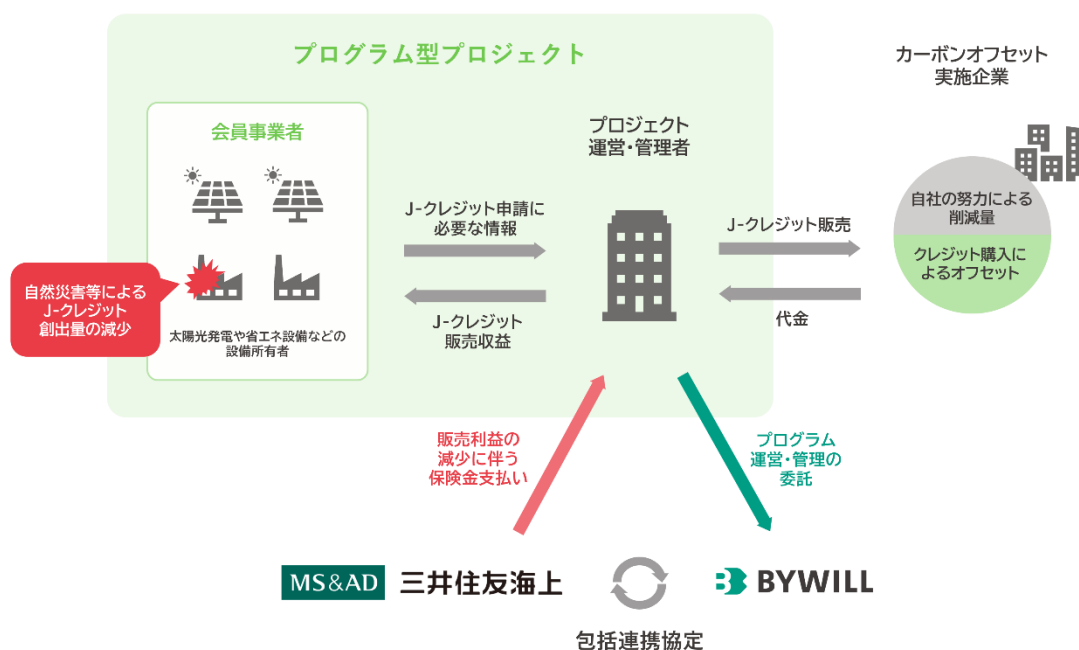 プログラム型プロジェクト
会員事業者
自然災害等による
J-クレジット
創出量の減少
太陽光発電や省エネ設備などの
設備所有者
J-クレジット申請に
必要な情報
J-クレジット
販売収益
プロジェクト
運営・管理者
J-クレジット販売
代金
カーボンオフセット
実施企業
自社の努力による
削減量
クレジット購入に
よるオフセット
販売利益の
減少に伴う
保険金支払い
プログラム
運営・管理の
委託
MS&AD 三井住友海上
BYWILL
包括連携協定